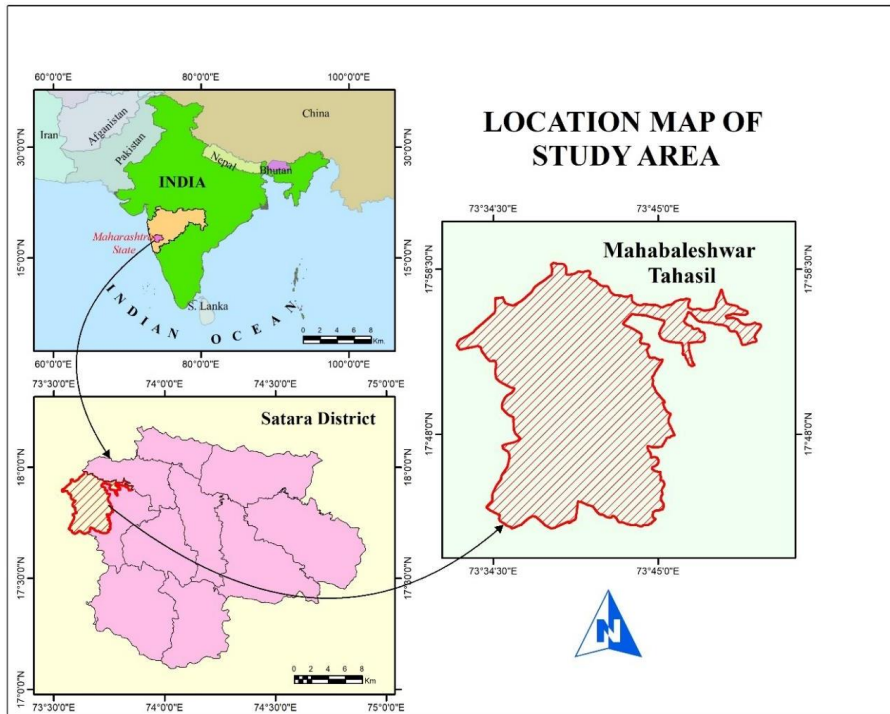 LOCATION MAP OF
STUDY AREA
60°0'0"E 80°0'0"E 100°0'0"E
30°0'0"N 30°0'0"N
15°0'0"N 15°0'0"N
Iran
Afganistan
Pakistan
China
Nepal
Bhutan
INDIA
Maharashtra
State
S. Lanka
INDIAN OCEAN
0 2 4 6 8
Km.
60°0'0"E 80°0'0"E 100°0'0"E
73°30'0"E 74°0'0"E 74°30'0"E 75°0'0"E
Satara District
18°0'0"N 18°0'0"N
17°30'0"N 17°30'0"N
17°0'0"N 17°0'0"N
0 2 4 6 8
Km
73°30'0"E 74°0'0"E 74°30'0"E 75°0'0"E
73°34'30"E 73°45'0"E
Mahabaleshwar
Tahasil
17°58'30"N 17°58'30"N
17°48'0"N 17°48'0"N
73°34'30"E 73°45'0"E
N